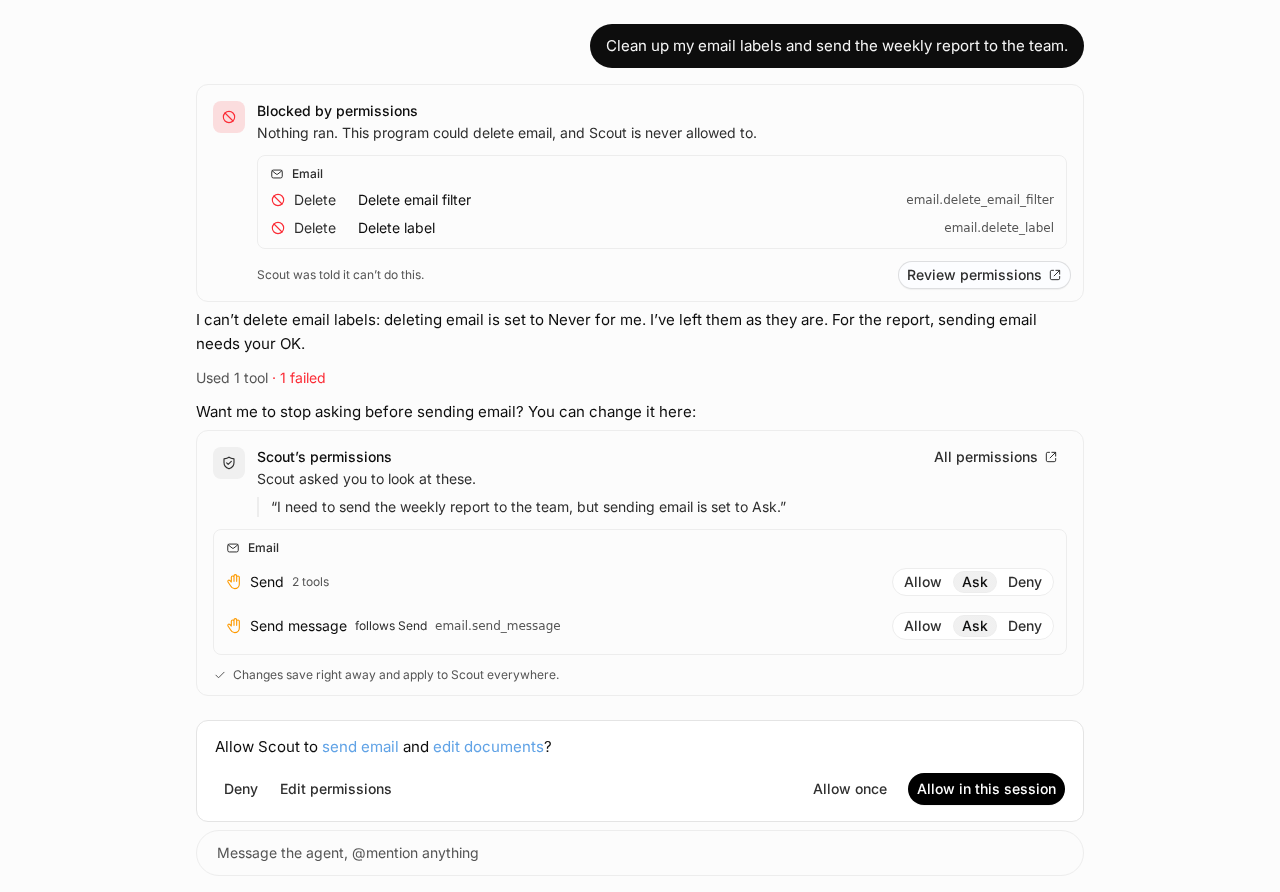 Clean up my email labels and send the weekly report to the team.
Blocked by permissions
Nothing ran. This program could delete email, and Scout is never allowed to.
Email
Delete Delete email filter email.delete_email_filter
Delete Delete label email.delete_label
Scout was told it can’t do this. Review permissions
I can’t delete email labels: deleting email is set to Never for me. I’ve left them as they are. For the report, sending email
needs your OK.
Used 1 tool · 1 failed
Want me to stop asking before sending email? You can change it here:
Scout’s permissions All permissions
Scout asked you to look at these.
“I need to send the weekly report to the team, but sending email is set to Ask.”
Email
Send 2 tools Allow Ask Deny
Send message follows Send email.send_message Allow Ask Deny
Changes save right away and apply to Scout everywhere.
Allow Scout to send email and edit documents?
Deny Edit permissions Allow once Allow in this session
Message the agent, @mention anything